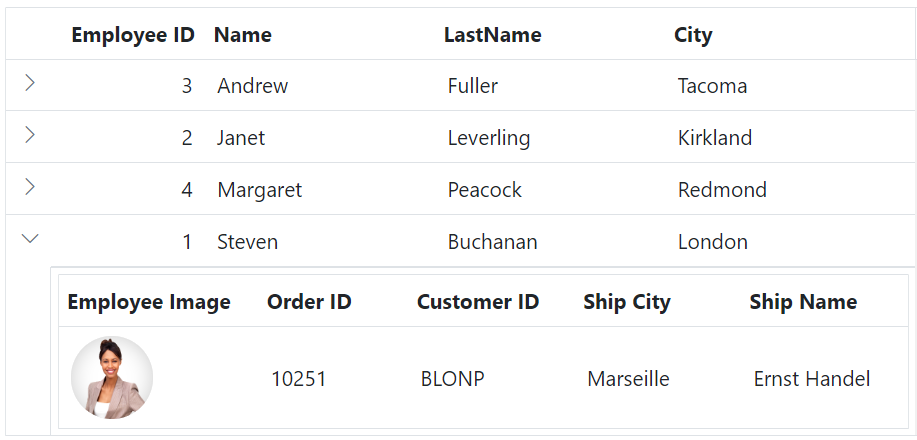 Employee ID Name LastName City
3 Andrew Fuller Tacoma
2 Janet Leverling Kirkland
4 Margaret Peacock Redmond
1 Steven Buchanan London
Employee Image Order ID Customer ID Ship City Ship Name
10251 BLONP Marseille Ernst Handel